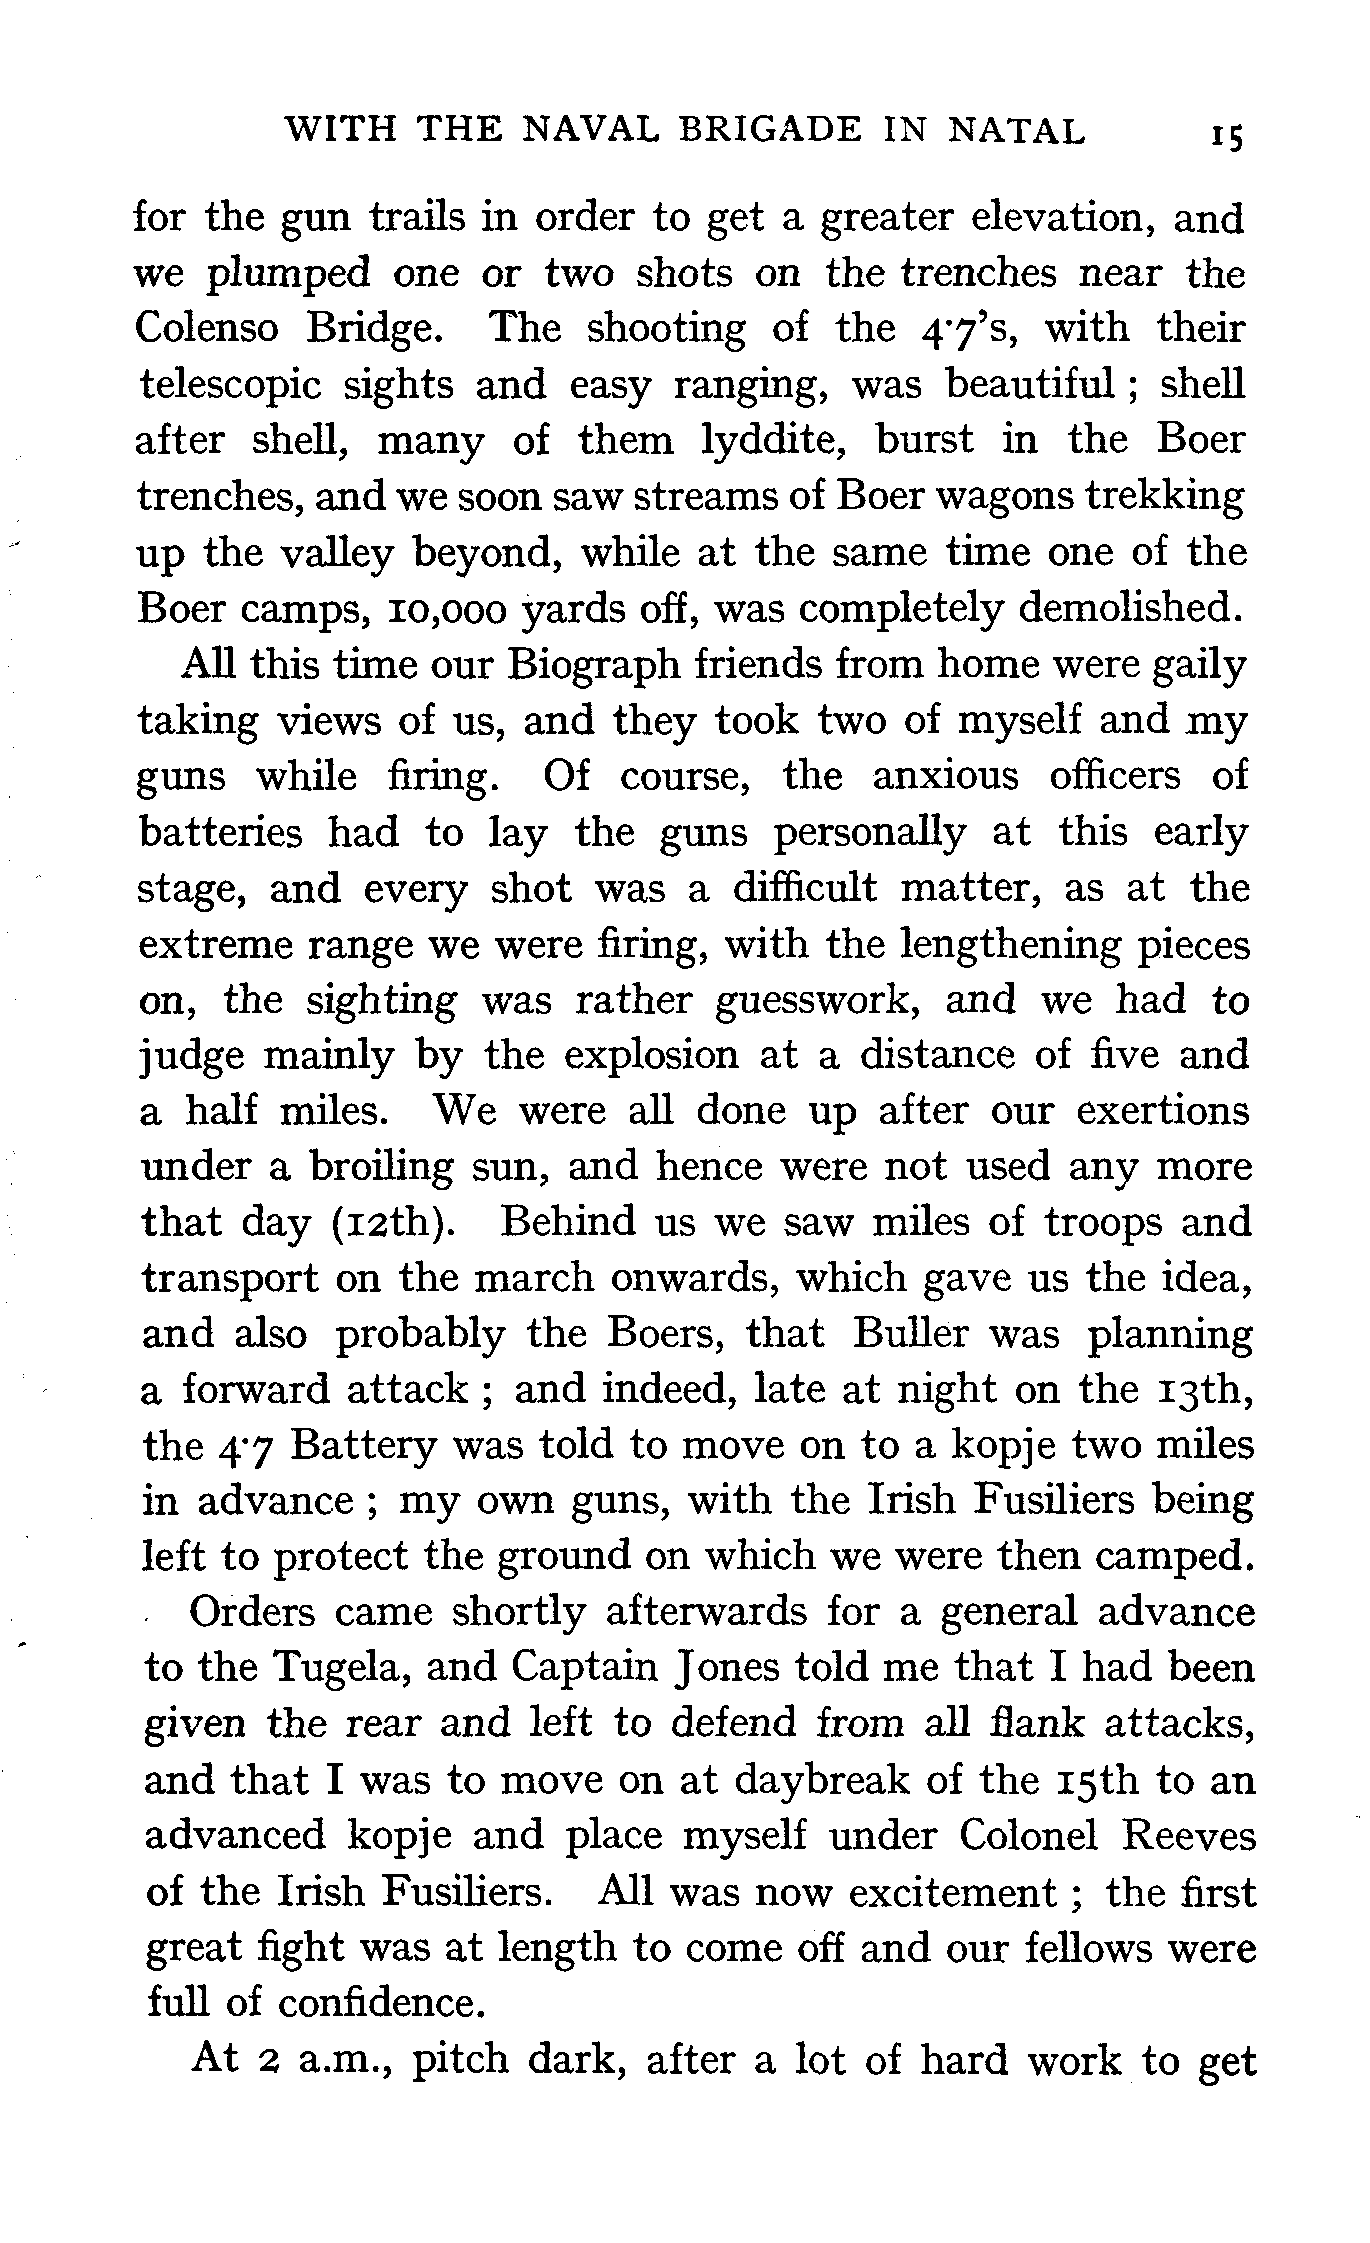 WITH THE NAVAL BRIGADE IN NATAL 15
for the gun trails in order to get a greater elevation, and
we plumped one or two shots on the trenches near the
Colenso Bridge. The shooting of the 4·7's, with their
telescopic sights and easy ranging, was beautiful ; shell
after shell, many of them lyddite, burst in the Boer
trenches, and we soon saw streams of Boer wagons trekking
up the valley beyond, while at the same time one of the
Boer camps, 10,000 yards off, was completely demolished.
All this time our Biograph friends from home were gaily
taking views of us, and they took two of myself and my
guns while firing. Of course, the anxious officers of
batteries had to lay the guns personally at this early
stage, and every shot was a difficult matter, as at the
extreme range we were firing, with the lengthening pieces
on, the sighting was rather guesswork, and we had to
judge mainly by the explosion at a distance of five and
a half miles. We were all done up after our exertions
under a broiling sun, and hence were not used any more
that day (12th). Behind us we saw miles of troops and
transport on the march onwards, which gave us the idea,
and also probably the Boers, that Buller was planning
a forward attack ; and indeed, late at night on the 13th,
the 4·7 Battery was told to move on to a kopje two miles
in advance ; my own guns, with the Irish Fusiliers being
left to protect the ground on which we were then camped.
Orders came shortly afterwards for a general advance
to the Tugela, and Captain Jones told me that I had been
given the rear and left to defend from all flank attacks,
and that I was to move on at daybreak of the 15th to an
advanced kopje and place myself under Colonel Reeves
of the Irish Fusiliers. All was now excitement ; the first
great fight was at length to come off and our fellows were
full of confidence.
At 2 a.m., pitch dark, after a lot of hard work to get